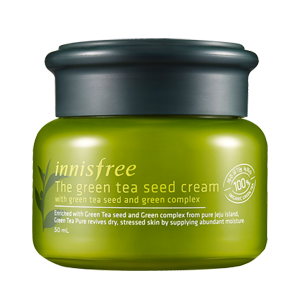 innisfree
The green tea seed cream
with green tea seed and green complex
100%
Enriched with Green Tea seed and Green complex from pure Jeju island,
Green Tea Pure revives dry, stressed skin by supplying abundant moisture
50 mL